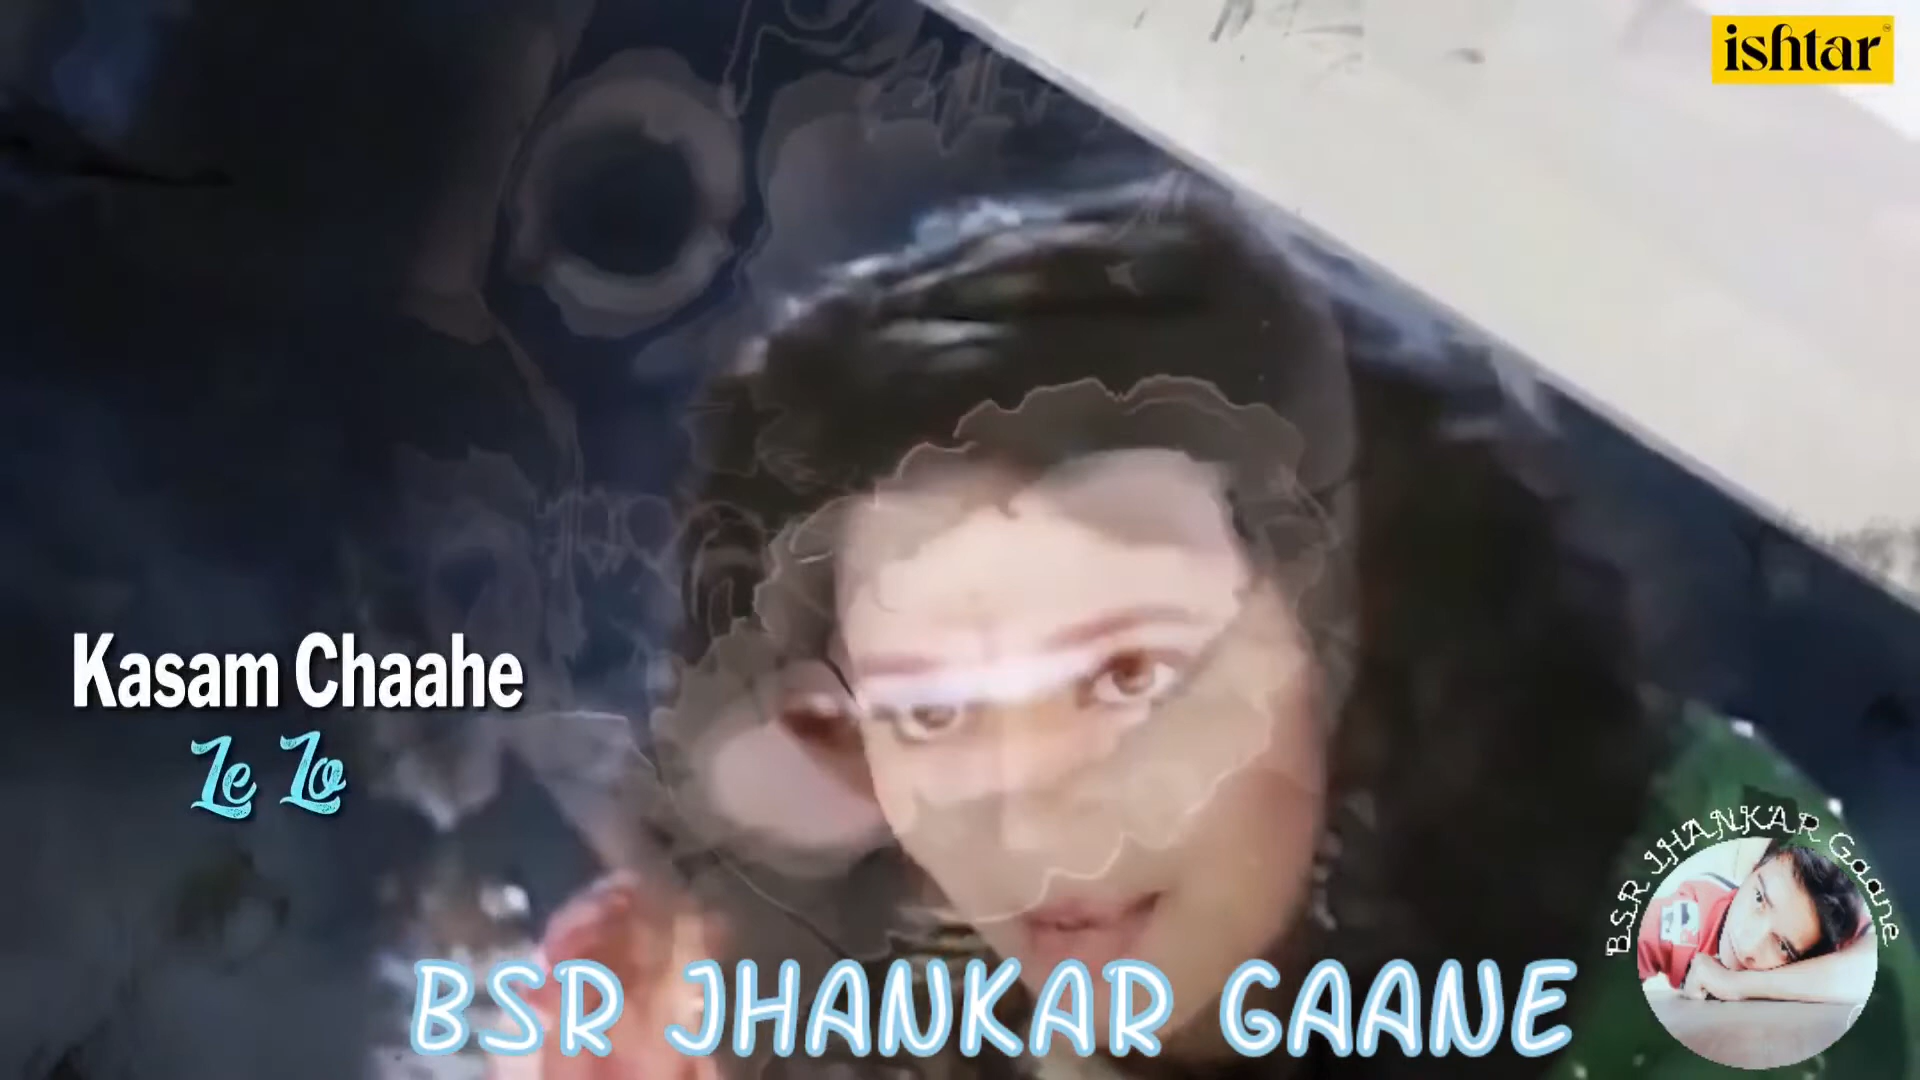 ishtar
Kasam Chaahe
Le Lo
BSR JHANKAR Gaane
BSR JHANKAR GAANE